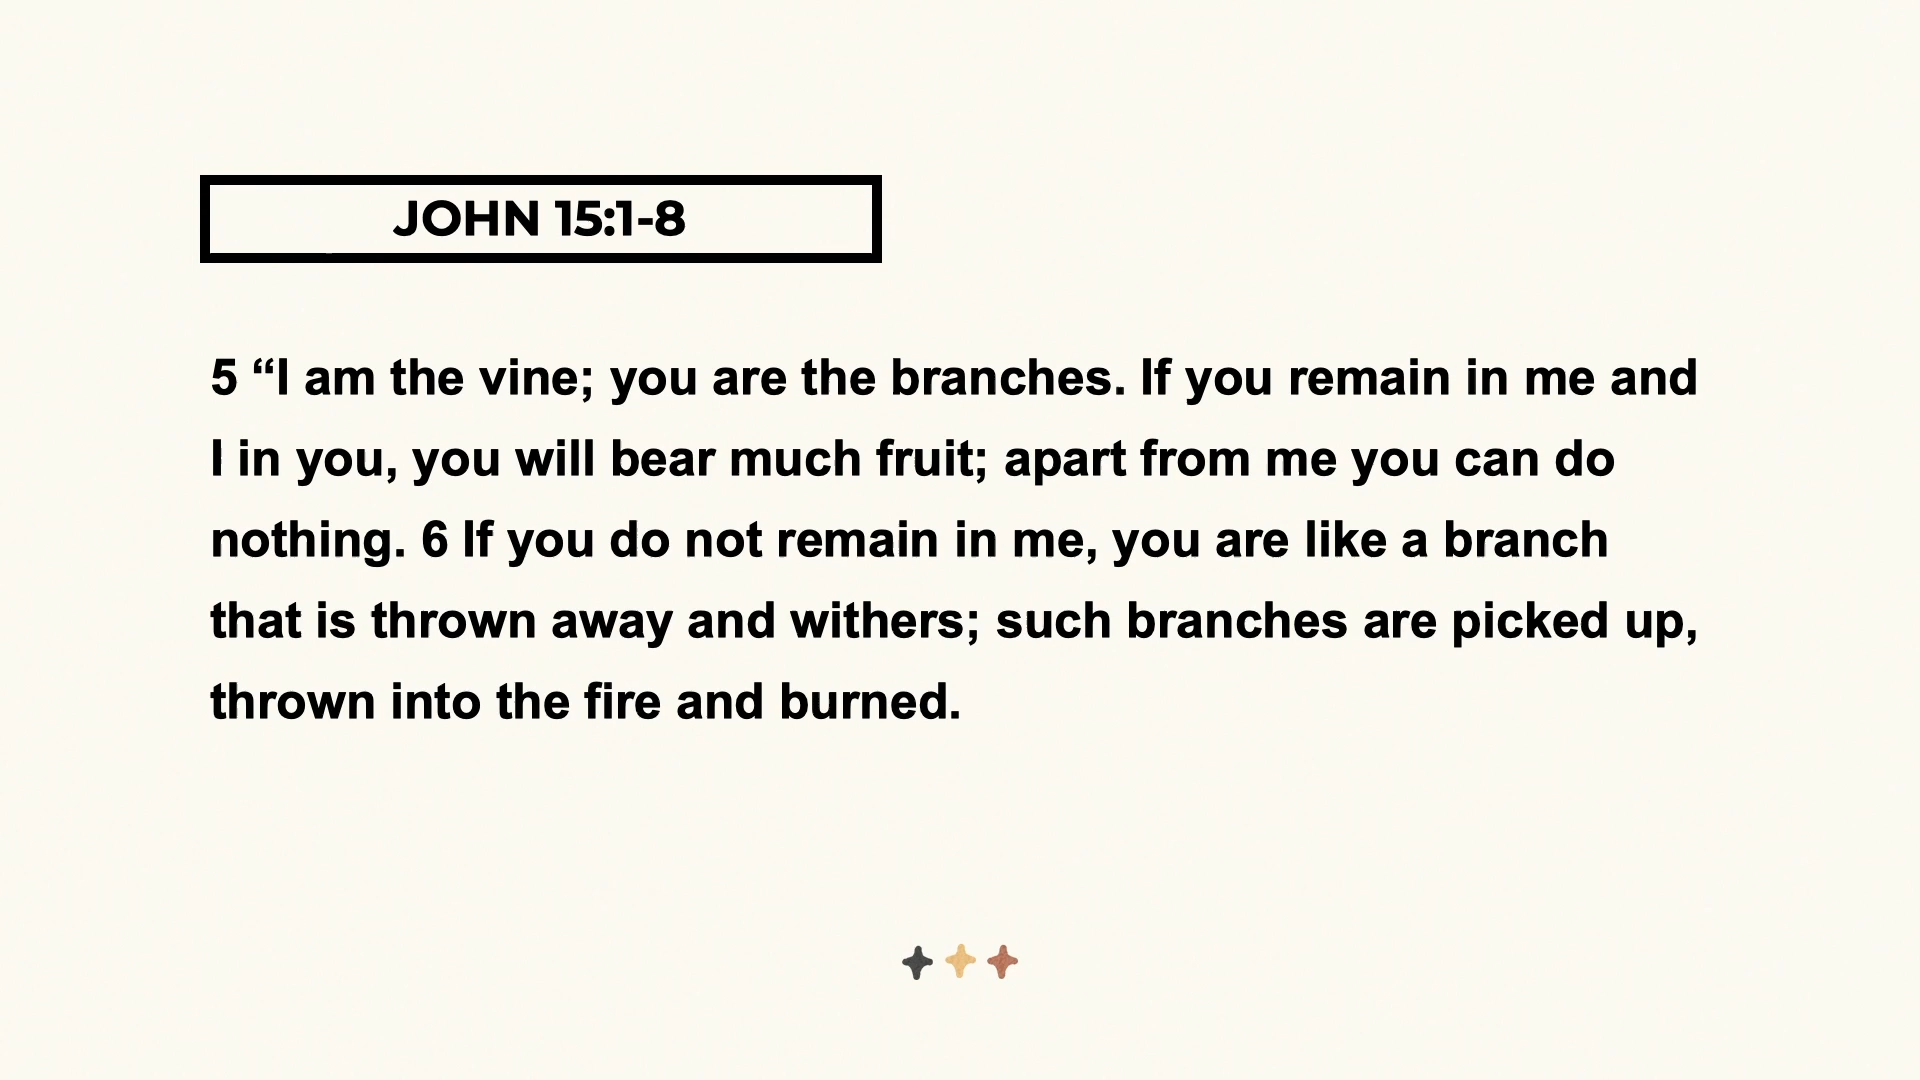 JOHN 15:1-8
5 “I am the vine; you are the branches. If you remain in me and
I in you, you will bear much fruit; apart from me you can do
nothing. 6 If you do not remain in me, you are like a branch
that is thrown away and withers; such branches are picked up,
thrown into the fire and burned.